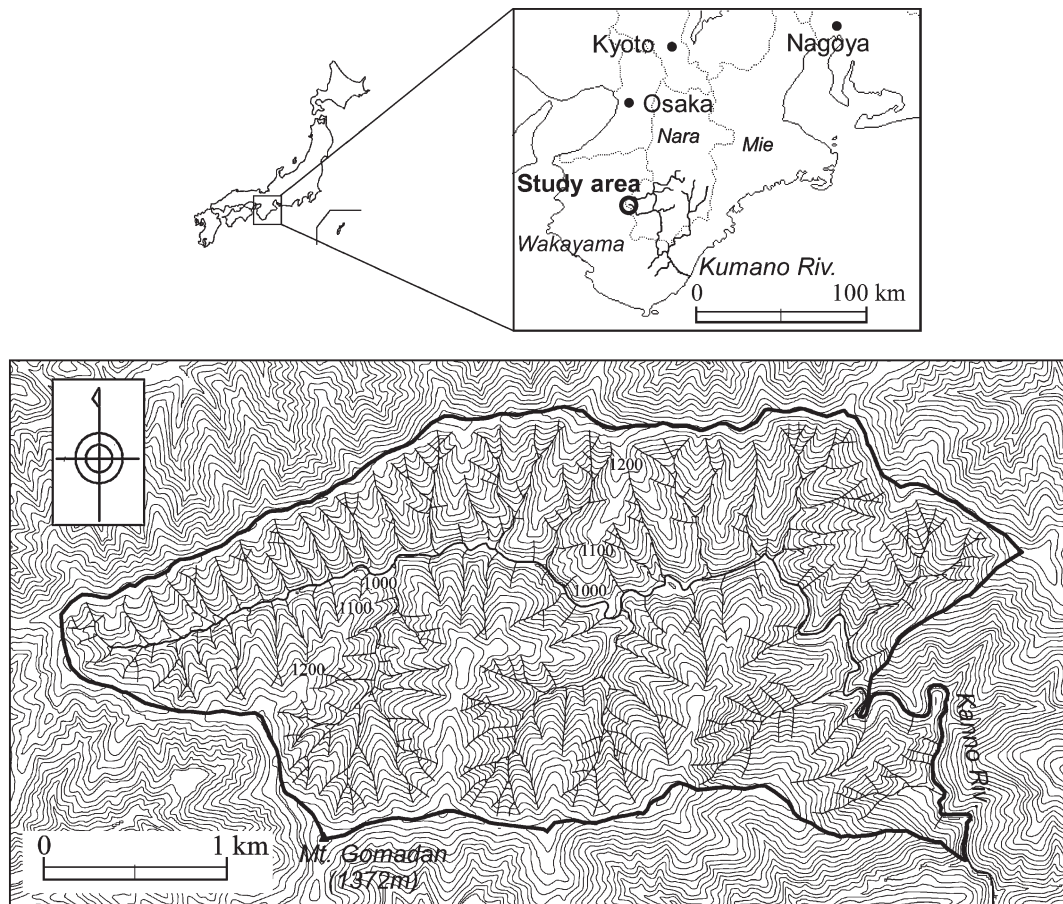 Kyoto
Nagoya
Osaka
Nara
Mie
Study area
Wakayama
Kumano Riv.
0 100 km
1200
1100
1000
1000
1100
1200
Kanno Riv.
0 1 km
Mt. Gomadan
(1372m)